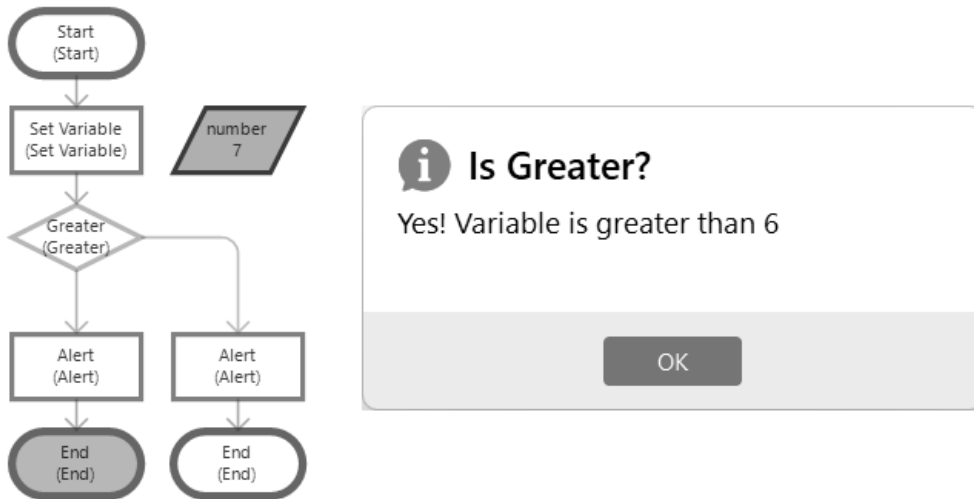 Start
(Start)
Set Variable
(Set Variable)
number
7
Greater
(Greater)
Alert
(Alert)
Alert
(Alert)
End
(End)
End
(End)
Is Greater?
Yes! Variable is greater than 6
OK